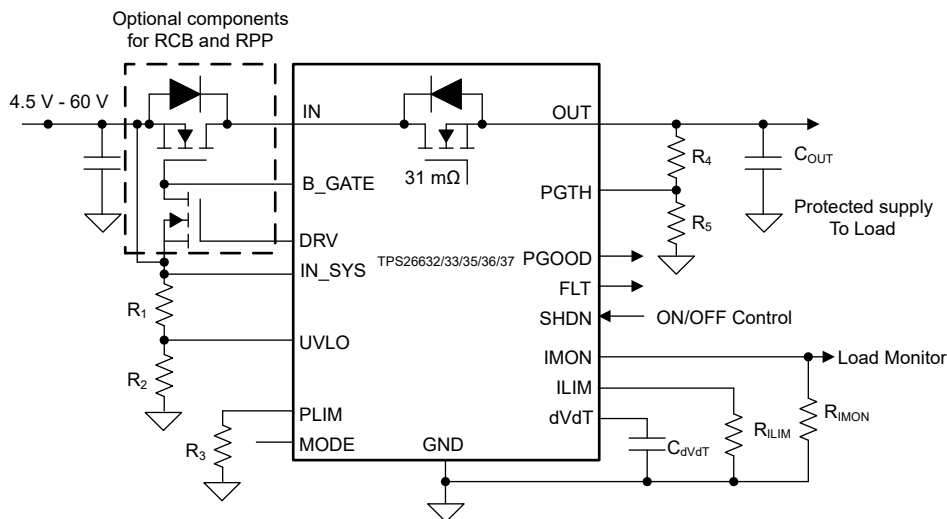 Optional components
for RCB and RPP
4.5 V - 60 V
IN
OUT
31 mΩ
B_GATE
DRV
IN_SYS
UVLO
PLIM
MODE
GND
TPS26632/33/35/36/37
PGTH
PGOOD
FLT
SHDN
IMON
ILIM
dVdT
R4
R5
COUT
Protected supply
To Load
ON/OFF Control
Load Monitor
R1
R2
R3
CdVdT
RILIM
RIMON